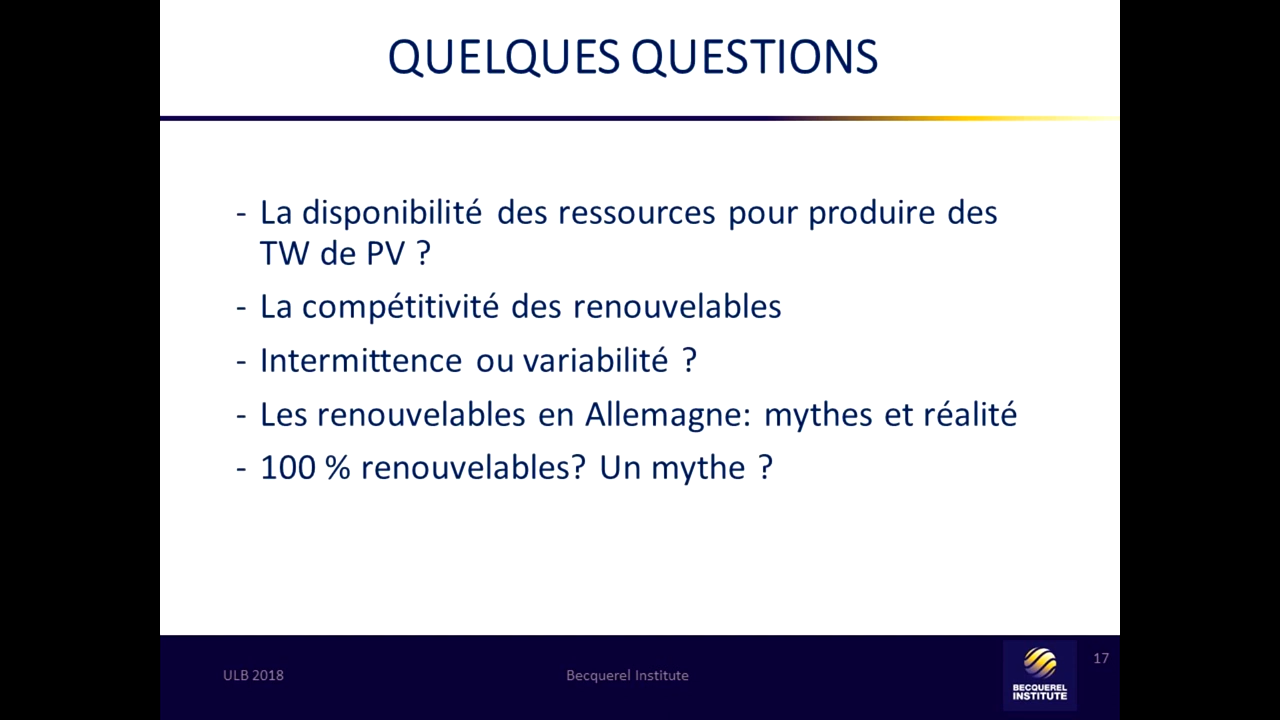 QUELQUES QUESTIONS
- La disponibilité des ressources pour produire des
TW de PV ?
- La compétitivité des renouvelables
- Intermittence ou variabilité ?
- Les renouvelables en Allemagne: mythes et réalité
- 100 % renouvelables? Un mythe ?
ULB 2018
Becquerel Institute
BECQUEREL
INSTITUTE
17